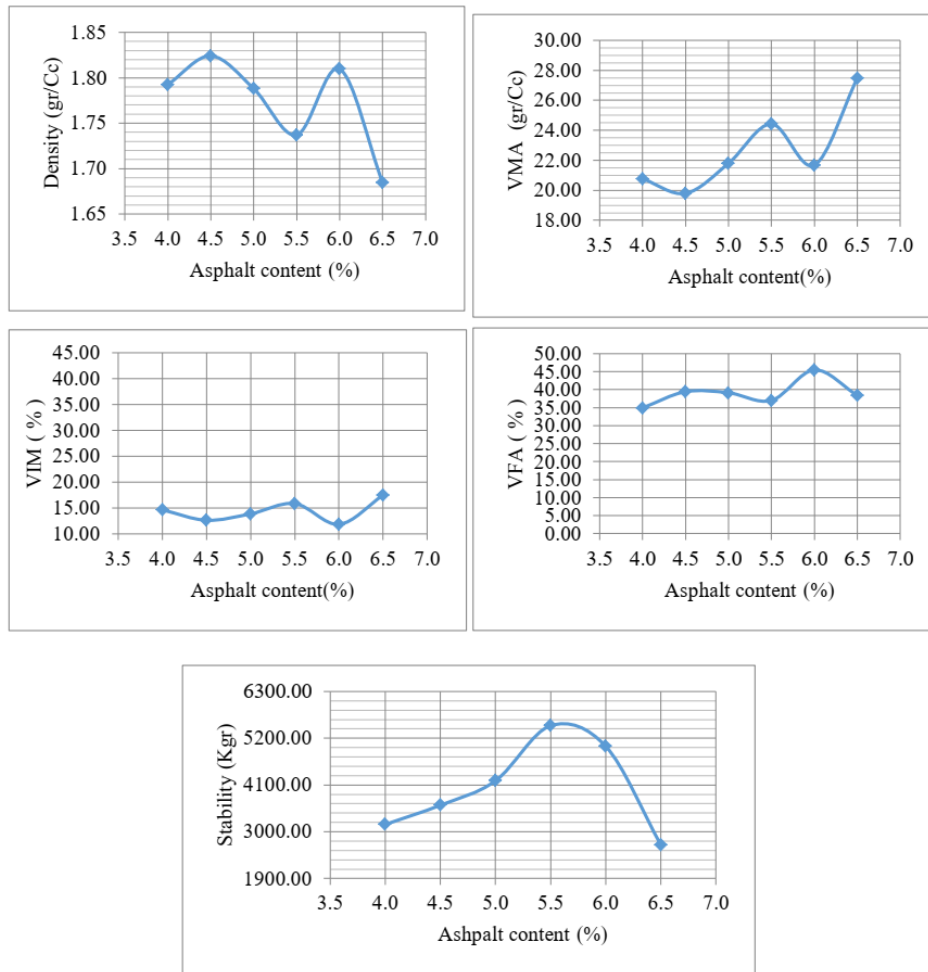 Density (gr/Cc)
1.85
1.80
1.75
1.70
1.65
3.5 4.0 4.5 5.0 5.5 6.0 6.5 7.0
Asphalt content (%)
VMA (gr/Cc)
30.00
28.00
26.00
24.00
22.00
20.00
18.00
3.5 4.0 4.5 5.0 5.5 6.0 6.5 7.0
Asphalt content(%)
VIM ( % )
45.00
40.00
35.00
30.00
25.00
20.00
15.00
10.00
3.5 4.0 4.5 5.0 5.5 6.0 6.5 7.0
Asphalt content(%)
VFA ( % )
50.00
45.00
40.00
35.00
30.00
25.00
20.00
15.00
10.00
5.00
0.00
3.5 4.0 4.5 5.0 5.5 6.0 6.5 7.0
Asphalt content (%)
Stability (Kgr)
6300.00
5200.00
4100.00
3000.00
1900.00
3.5 4.0 4.5 5.0 5.5 6.0 6.5 7.0
Ashpalt content (%)